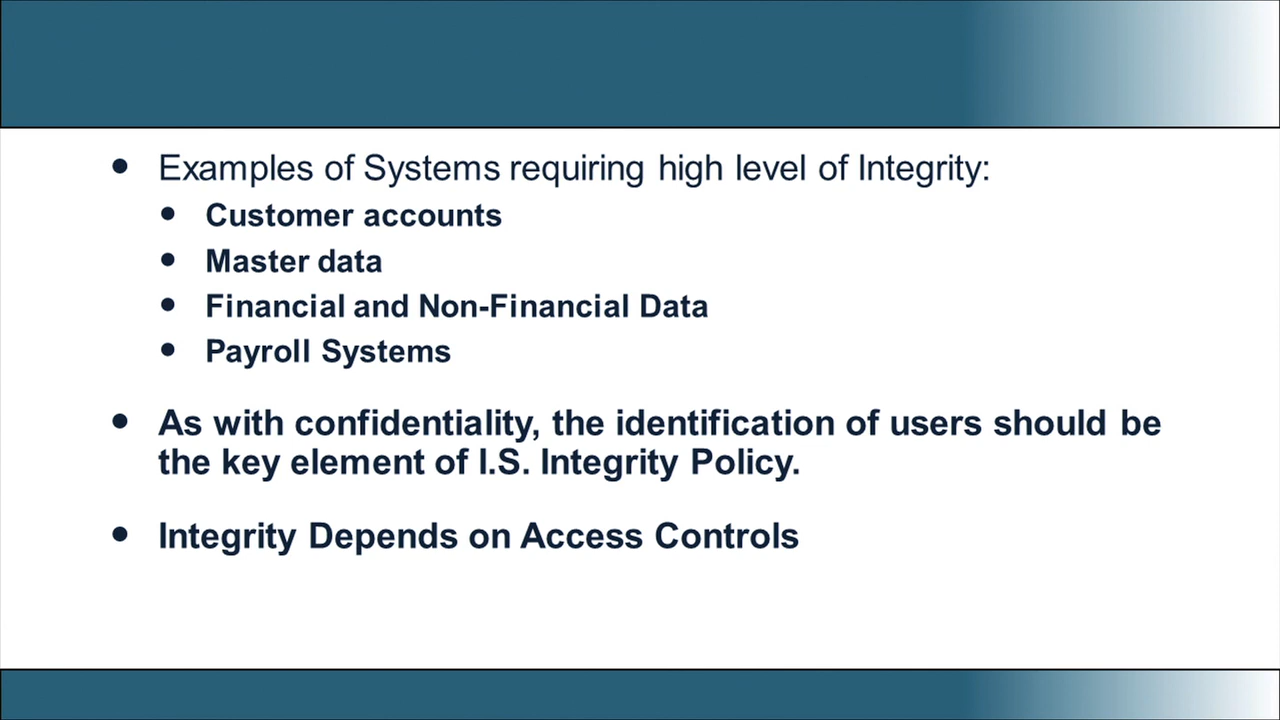 Examples of Systems requiring high level of Integrity:
Customer accounts
Master data
Financial and Non-Financial Data
Payroll Systems
As with confidentiality, the identification of users should be
the key element of I.S. Integrity Policy.
Integrity Depends on Access Controls